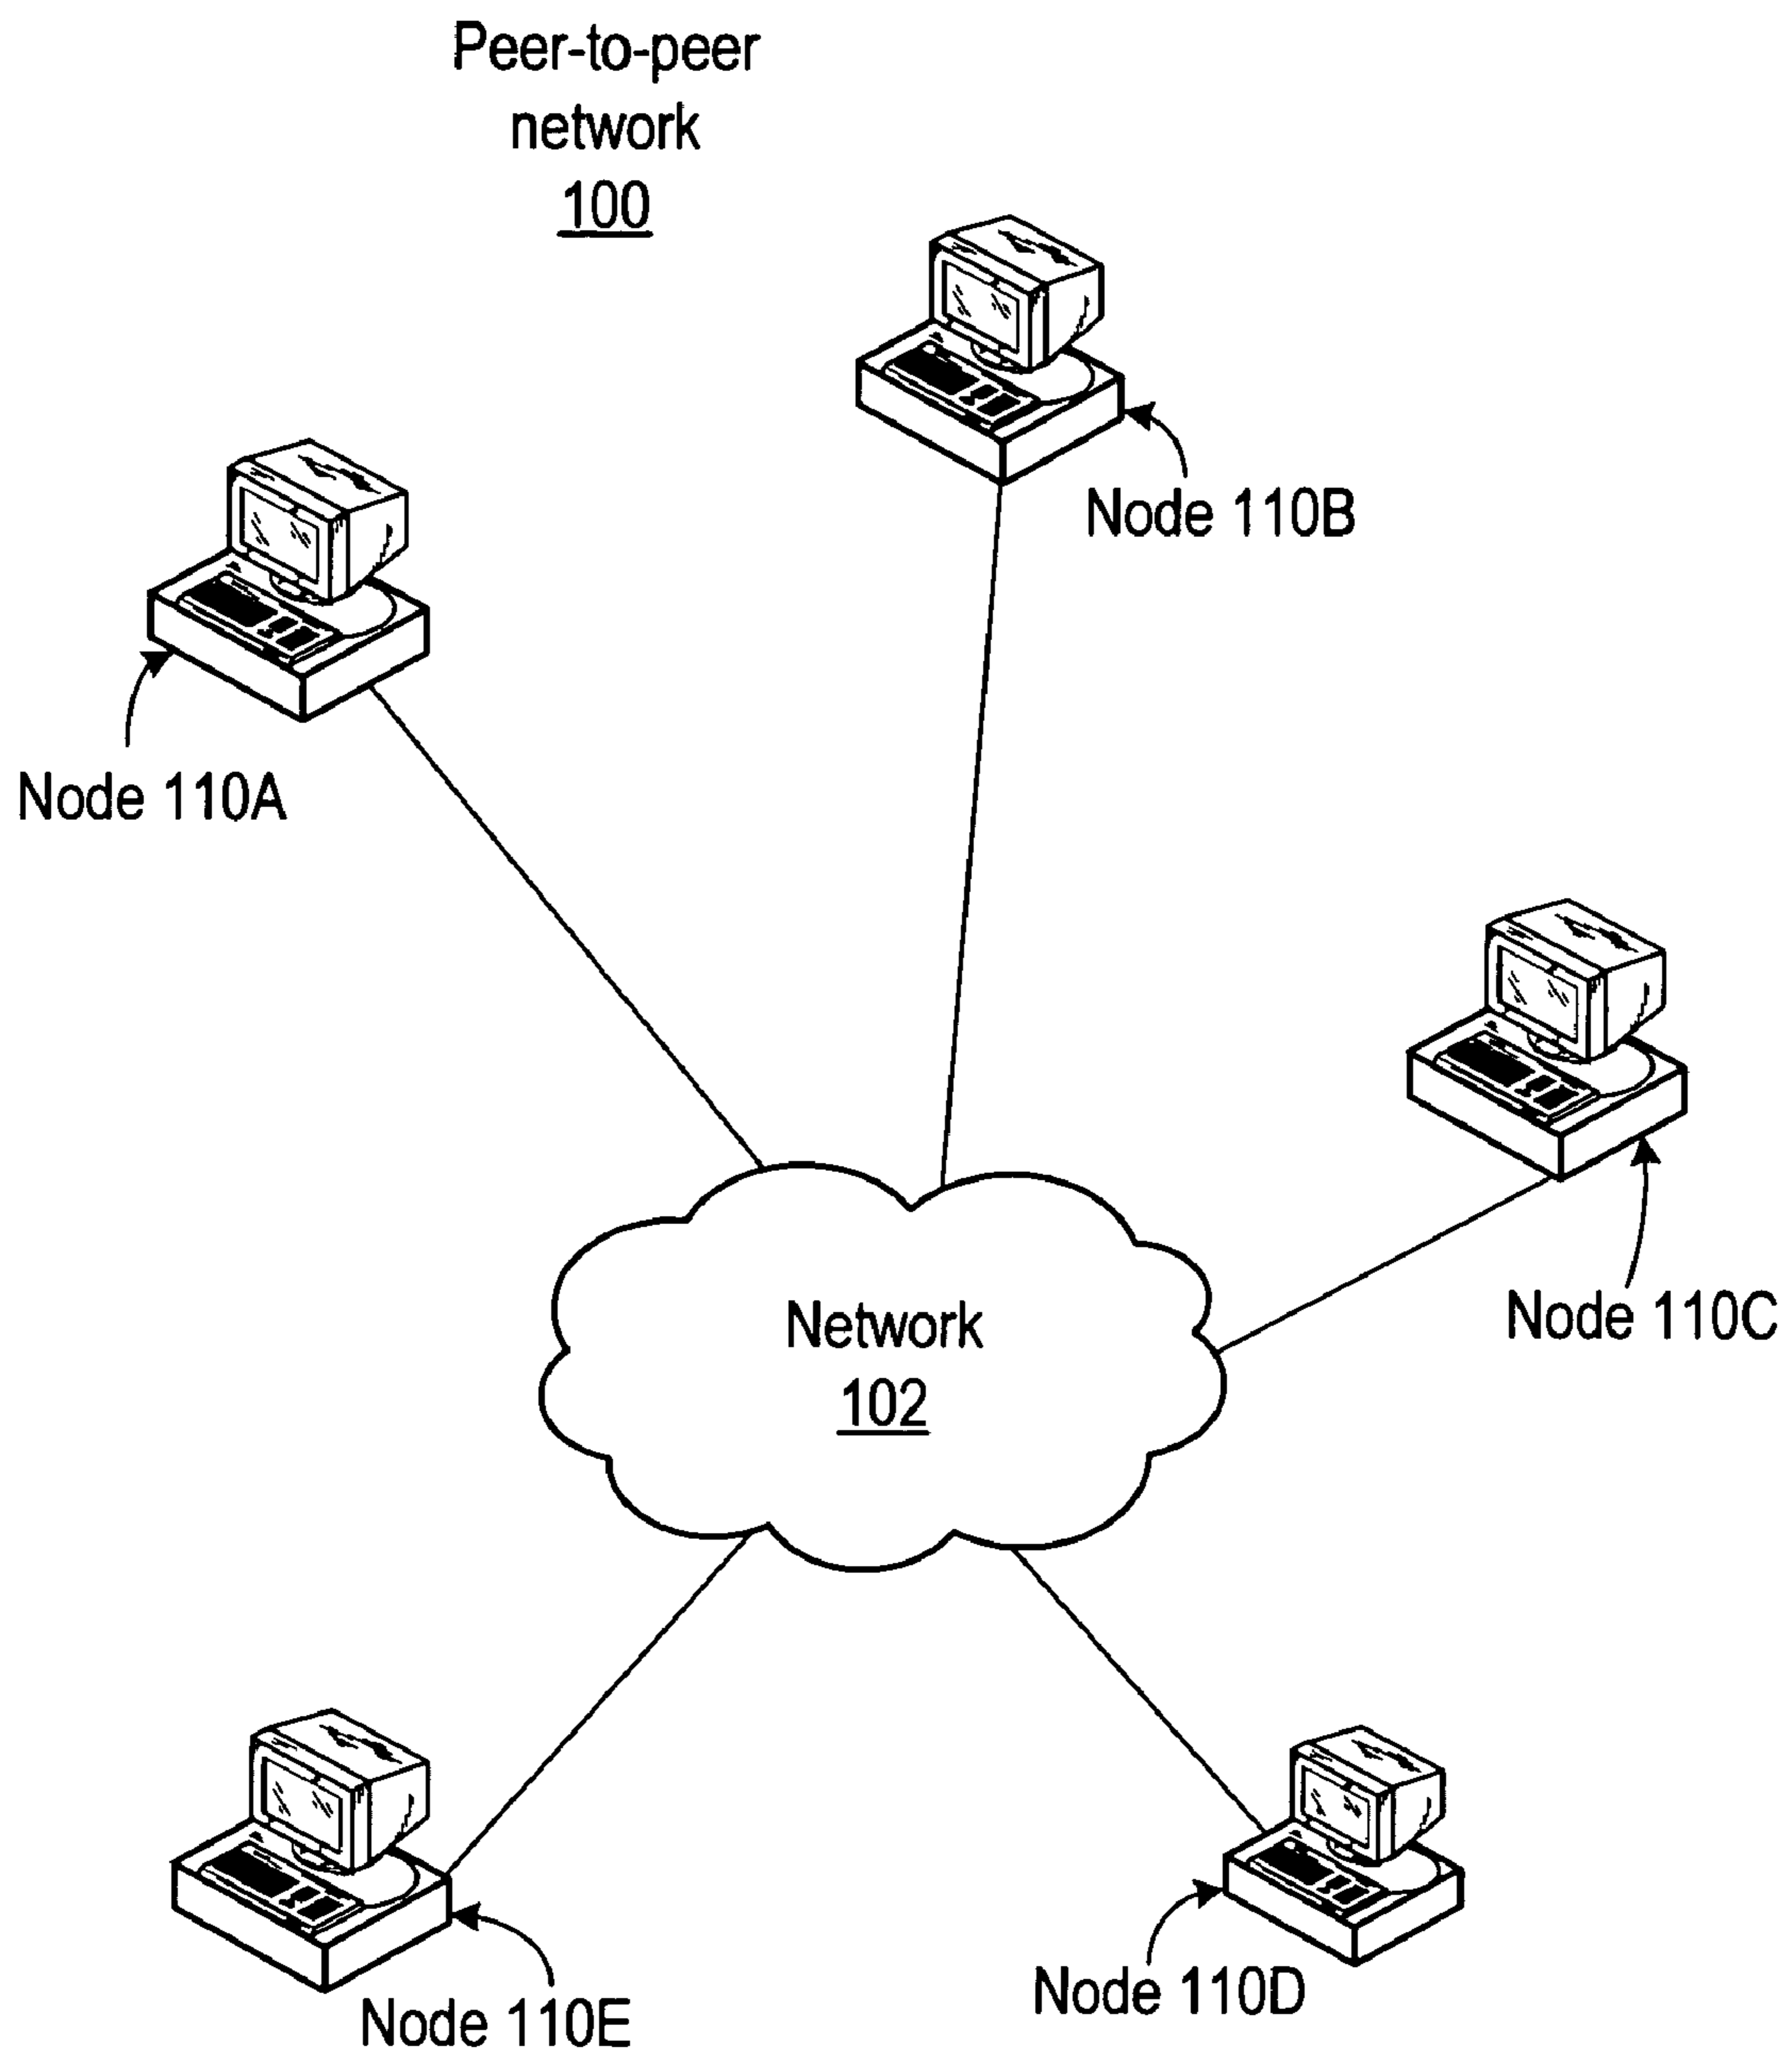 Peer-to-peer
network
100
Node 110B
Node 110A
Node 110C
Network
102
Node 110D
Node 110E